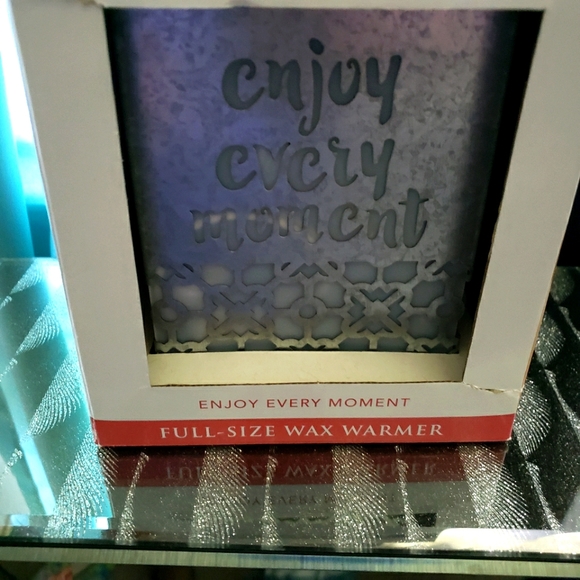 enjoy
every
moment
ENJOY EVERY MOMENT
FULL-SIZE WAX WARMER